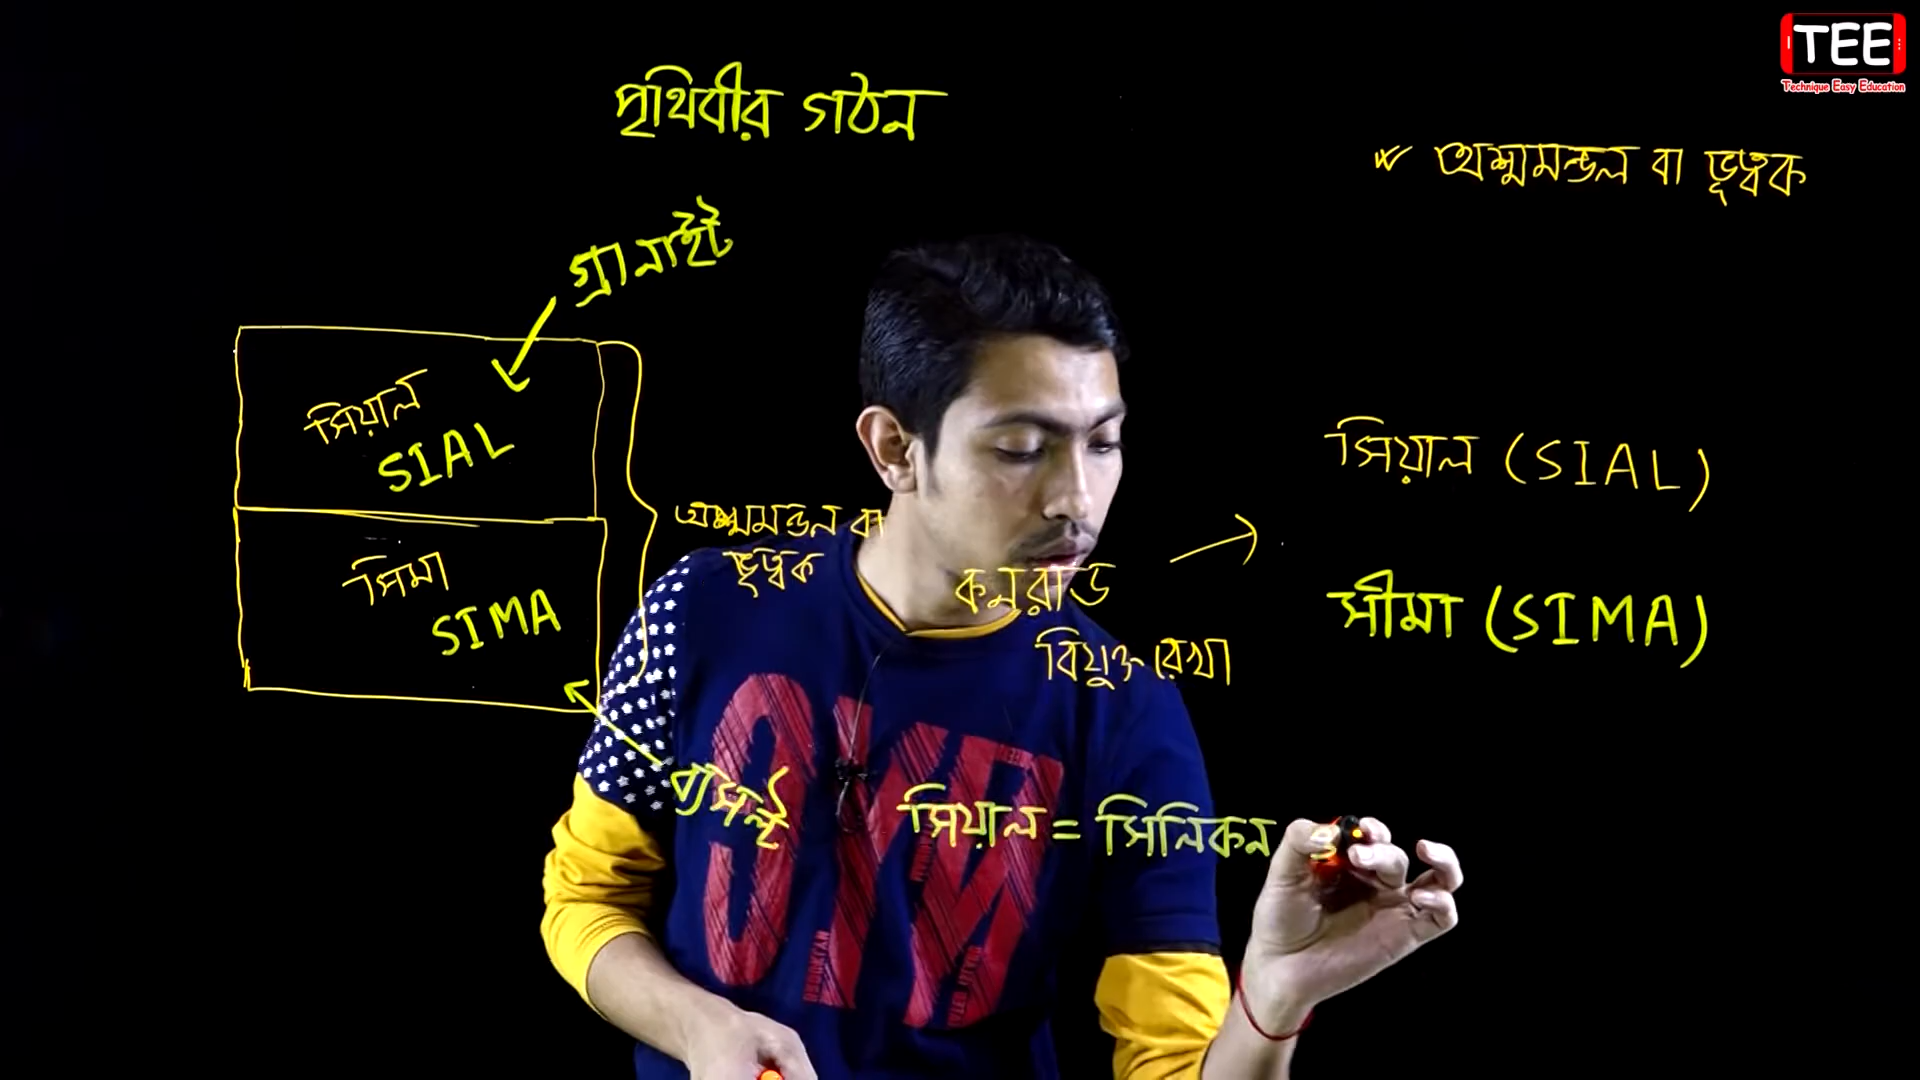 TEE
Technique Easy Education
পৃথিবীর গঠন
* অশ্মমন্ডল বা ভূত্বক
গ্রানাইট
সিয়াল
SIAL
সিমা
SIMA
অশ্মমন্ডল বা
ভূত্বক
কনরাড
বিযুক্ত রেখা
সিয়াল (SIAL)
সীমা (SIMA)
সিয়াল = সিলিকন